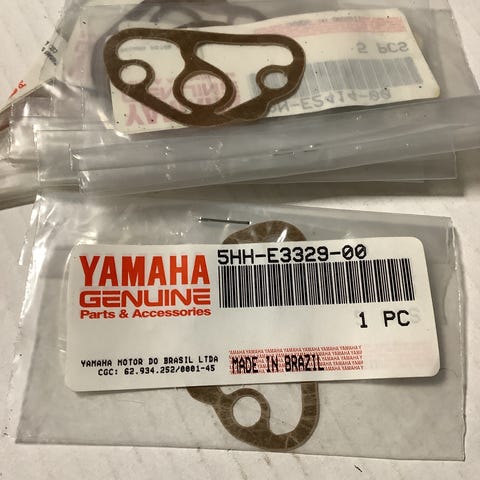 5 PCS
YAMAHA
5HH-E3329-00
YAMAHA
GENUINE
Parts & Accessories
1 PC
YAMAHA MOTOR DO BRASIL LTDA
CGC: 62.934.252/0001-45
MADE IN BRAZIL